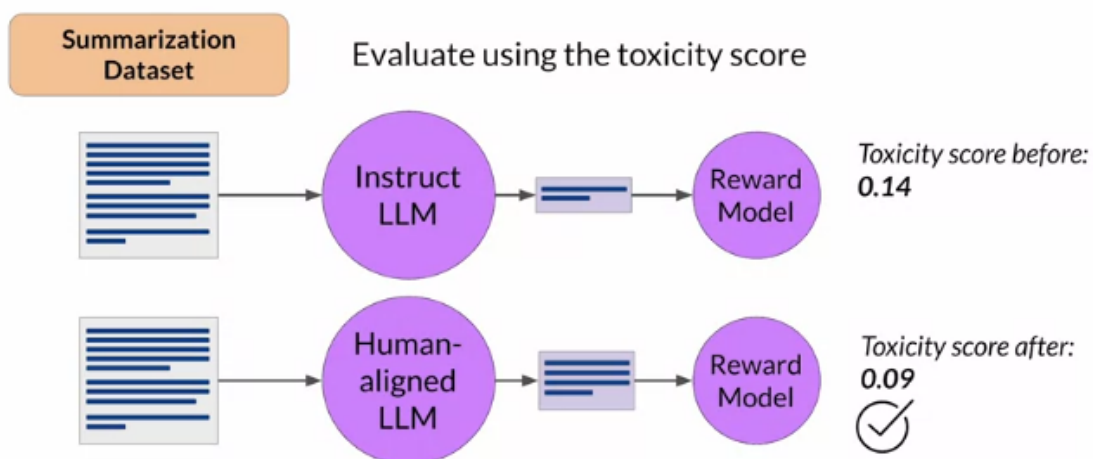 Summarization
Dataset
Evaluate using the toxicity score
Instruct
LLM
Reward
Model
Toxicity score before:
0.14
Human-
aligned
LLM
Reward
Model
Toxicity score after:
0.09